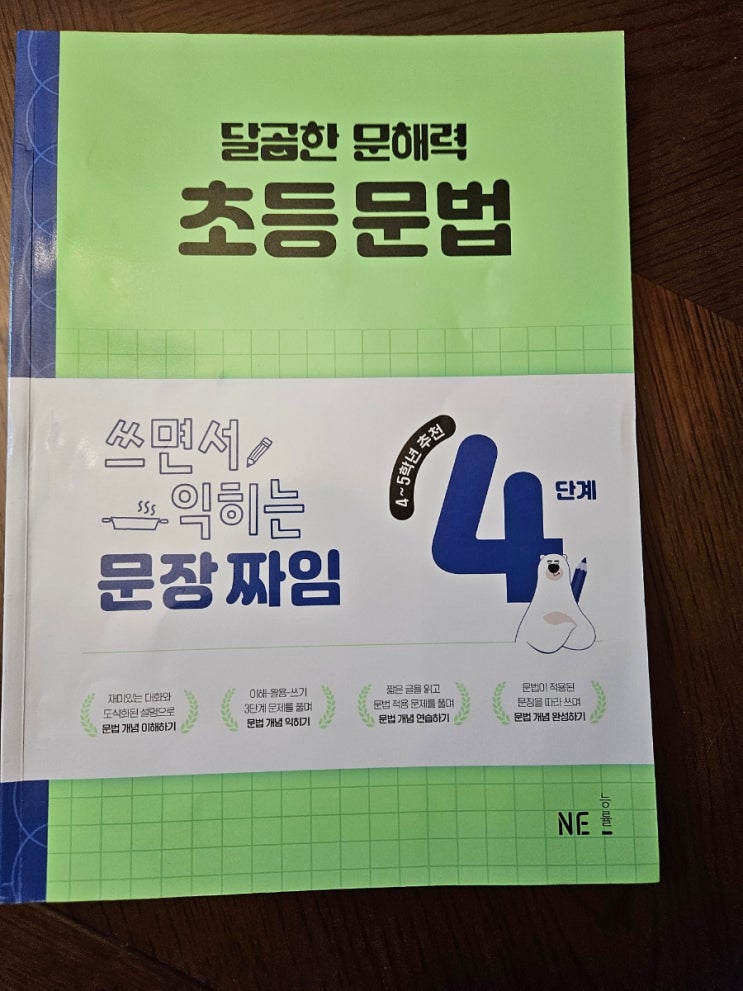 달곰한 문해력
초등 문법
쓰면서
익히는
문장 짜임
4~5학년 추천
4단계
재미있는 대화와
도식화된 설명으로
문법 개념 이해하기
이해-활용-쓰기
3단계 문제를 풀며
문법 개념 익히기
짧은 글을 읽고
문법 적용 문제를 풀며
문법 개념 연습하기
문법이 적용된
문장을 따라 쓰며
문법 개념 완성하기
NE 능률